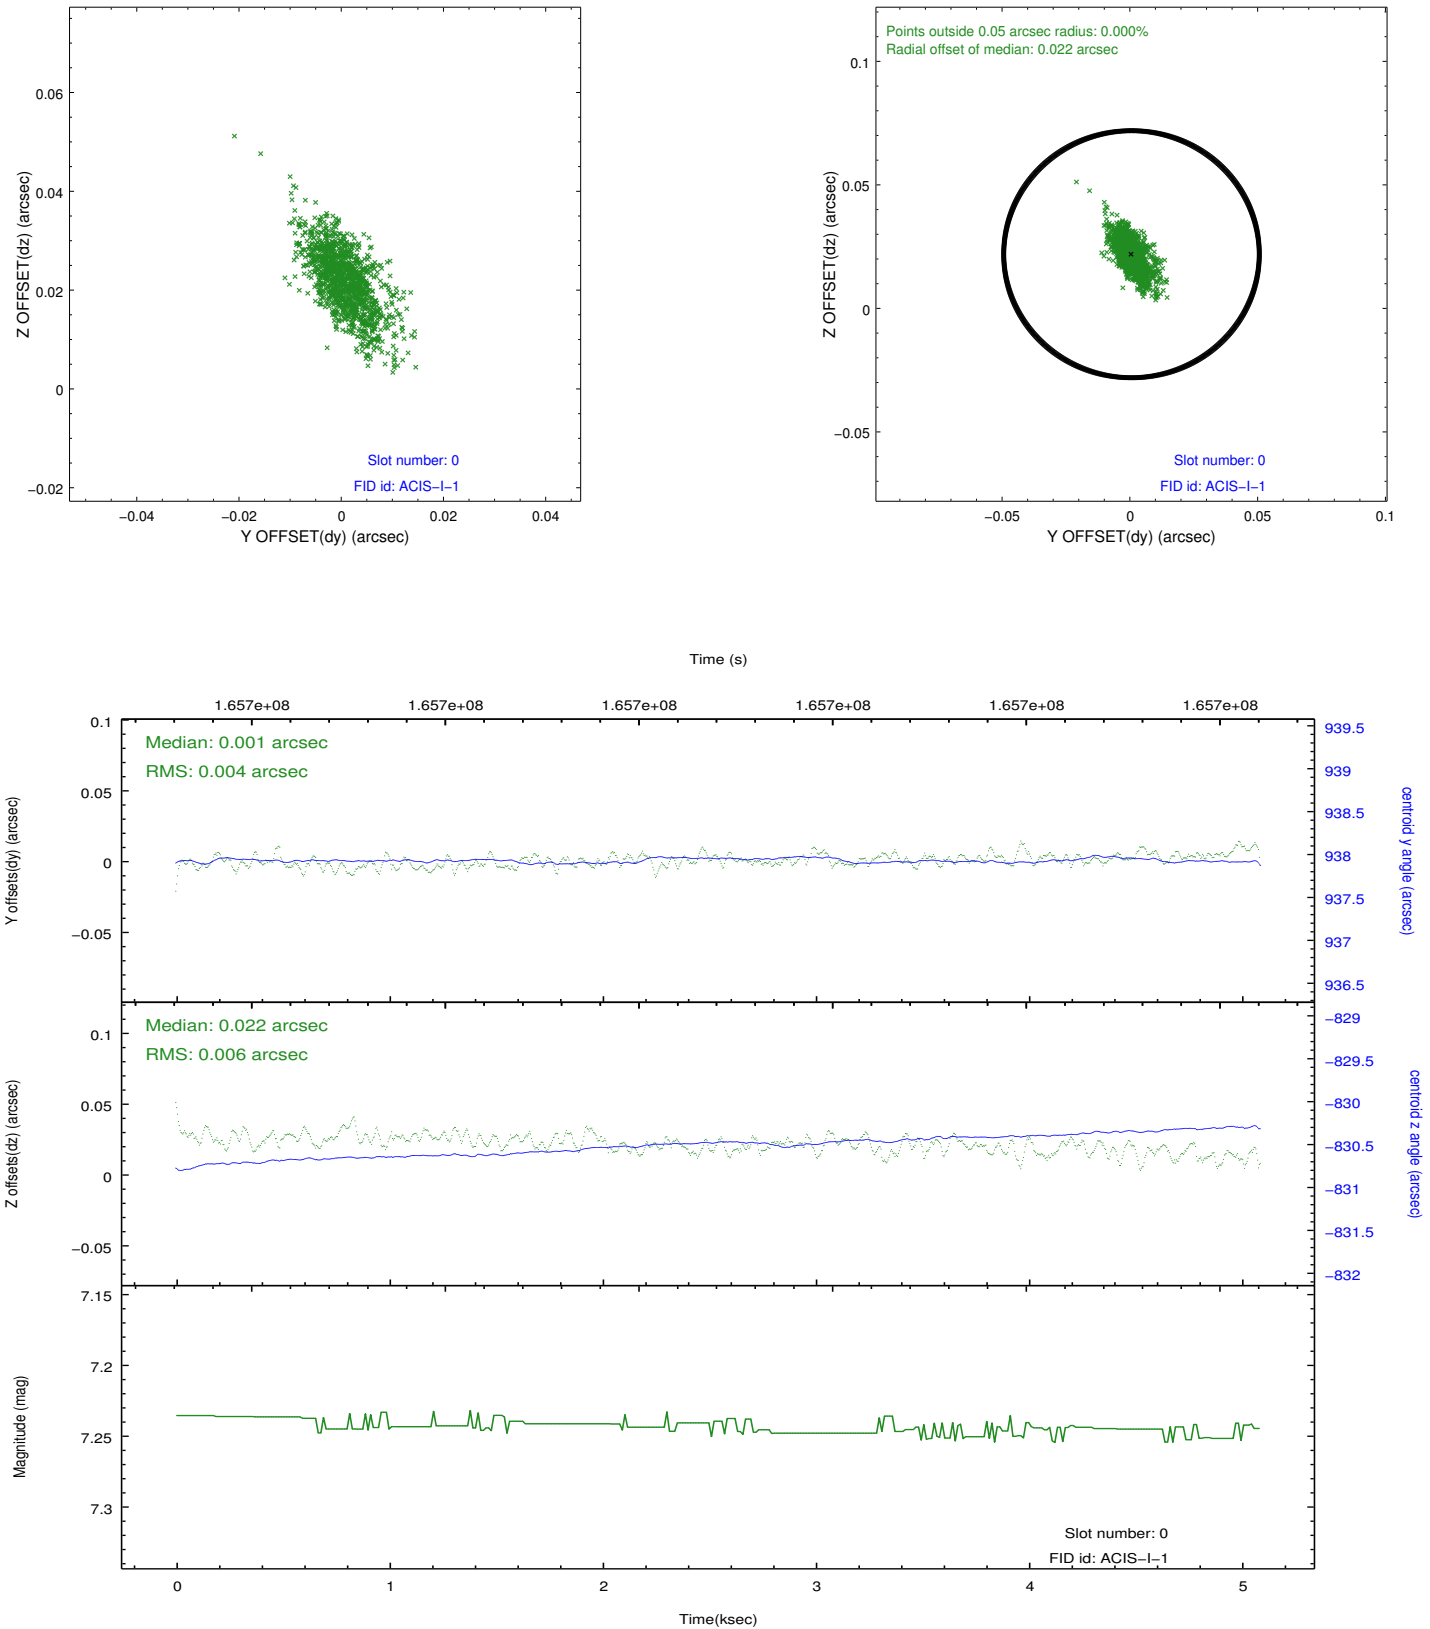 0.06
0.04
0.02
0
−0.02
Z OFFSET(dz) (arcsec)
Slot number: 0
FID id: ACIS−I−1
−0.04
−0.02
0
0.02
0.04
Y OFFSET(dy) (arcsec)
Points outside 0.05 arcsec radius: 0.000%
Radial offset of median: 0.022 arcsec
0.1
0.05
0
−0.05
Z OFFSET(dz) (arcsec)
Slot number: 0
FID id: ACIS−I−1
−0.05
0
0.05
0.1
Y OFFSET(dy) (arcsec)
Time (s)
1.657e+08
1.657e+08
1.657e+08
1.657e+08
1.657e+08
1.657e+08
Median: 0.001 arcsec
RMS: 0.004 arcsec
0.1
0.05
0
−0.05
Y offsets(dy) (arcsec)
939.5
939
938.5
938
937.5
937
936.5
centroid y angle (arcsec)
Median: 0.022 arcsec
RMS: 0.006 arcsec
0.1
0.05
0
−0.05
Z offsets(dz) (arcsec)
−829
−829.5
−830
−830.5
−831
−831.5
−832
centroid z angle (arcsec)
7.15
7.2
7.25
7.3
Magnitude (mag)
Slot number: 0
FID id: ACIS−I−1
0
1
2
3
4
5
Time(ksec)